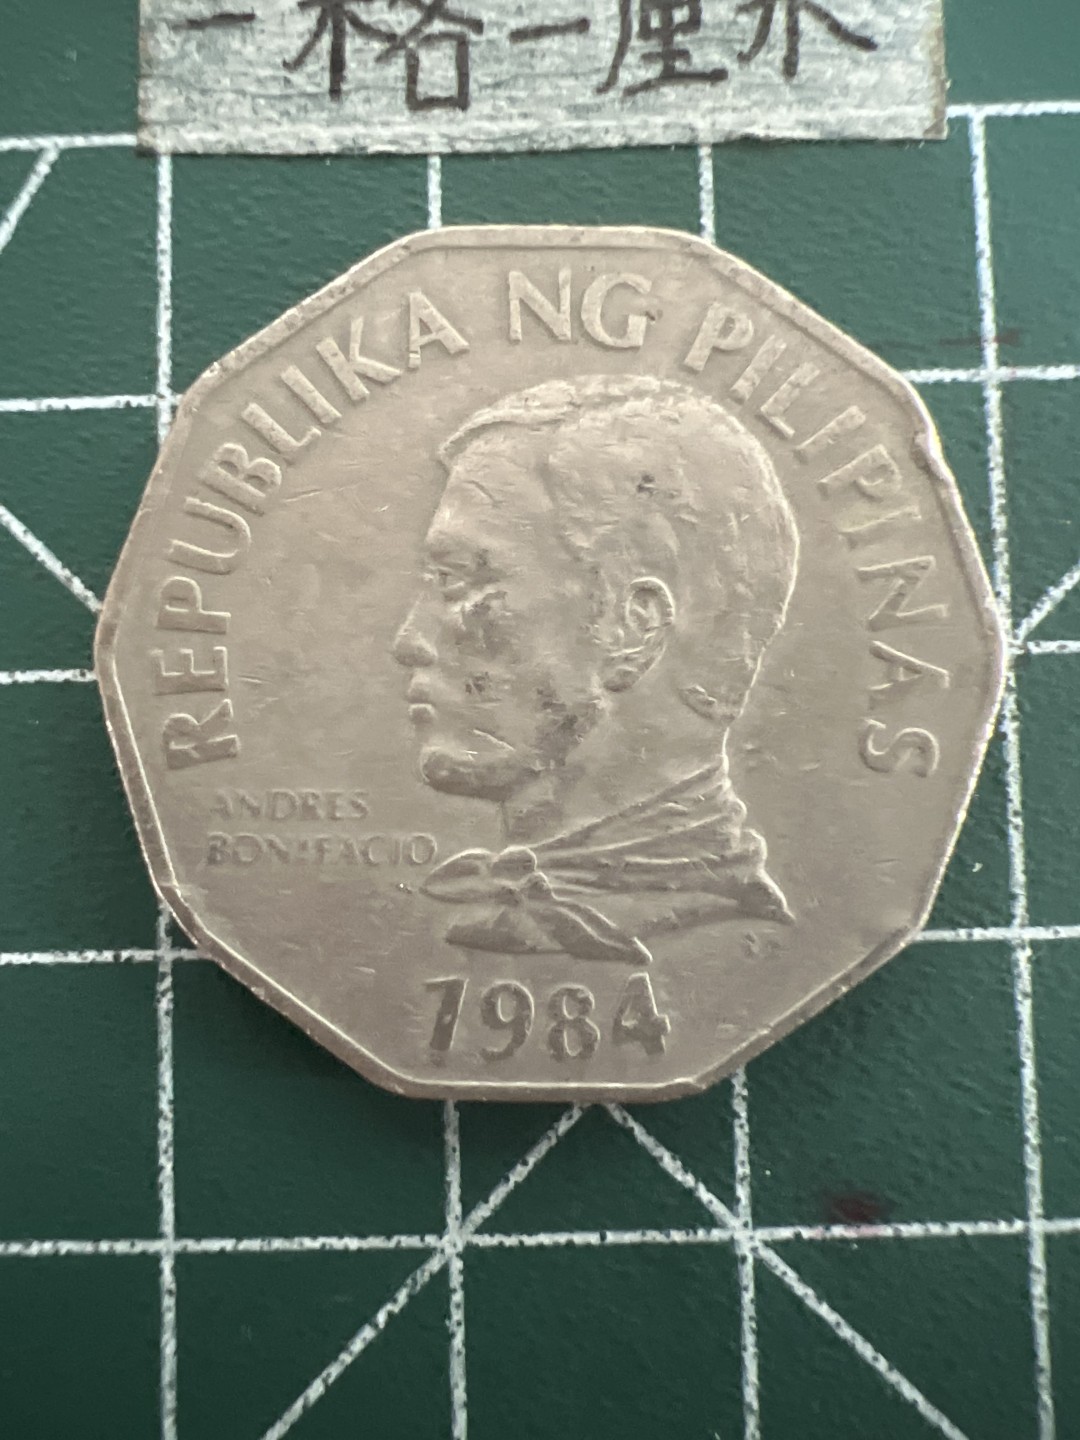 一格一厘米
REPUBLIKA NG PILIPINAS
ANDRES
BONIFACIO
1984